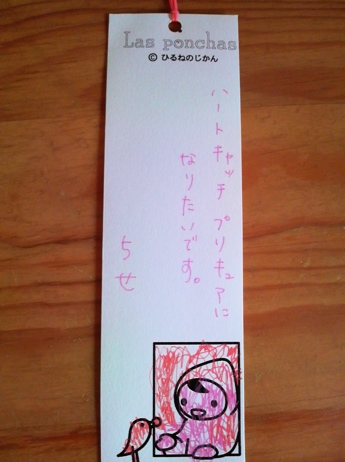 Las ponchas
© ひるねのじかん
ハートキャッチプリキュアに
なりたいです。
ちせ